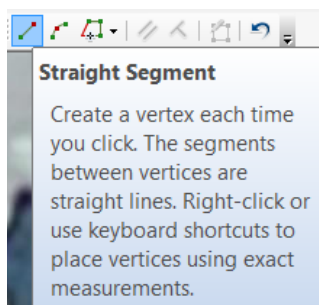 Straight Segment
Create a vertex each time
you click. The segments
between vertices are
straight lines. Right-click or
use keyboard shortcuts to
place vertices using exact
measurements.